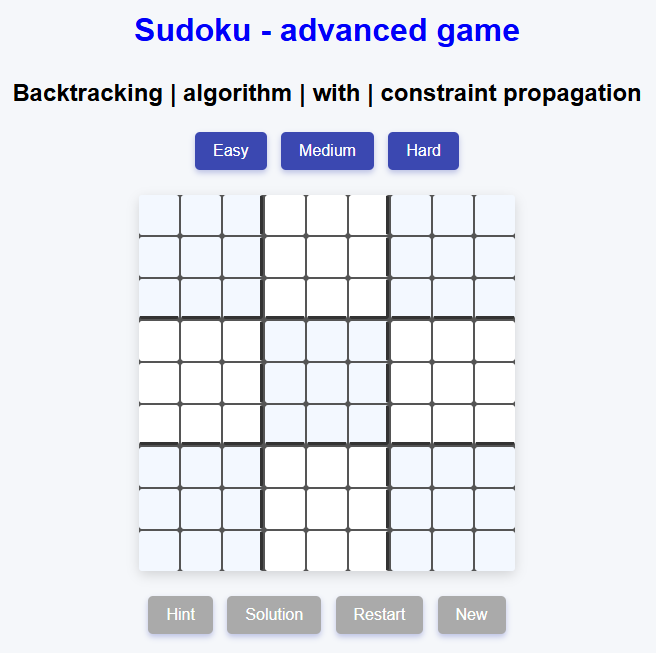 Sudoku - advanced game
Backtracking | algorithm | with | constraint propagation
Easy Medium Hard
Hint Solution Restart New